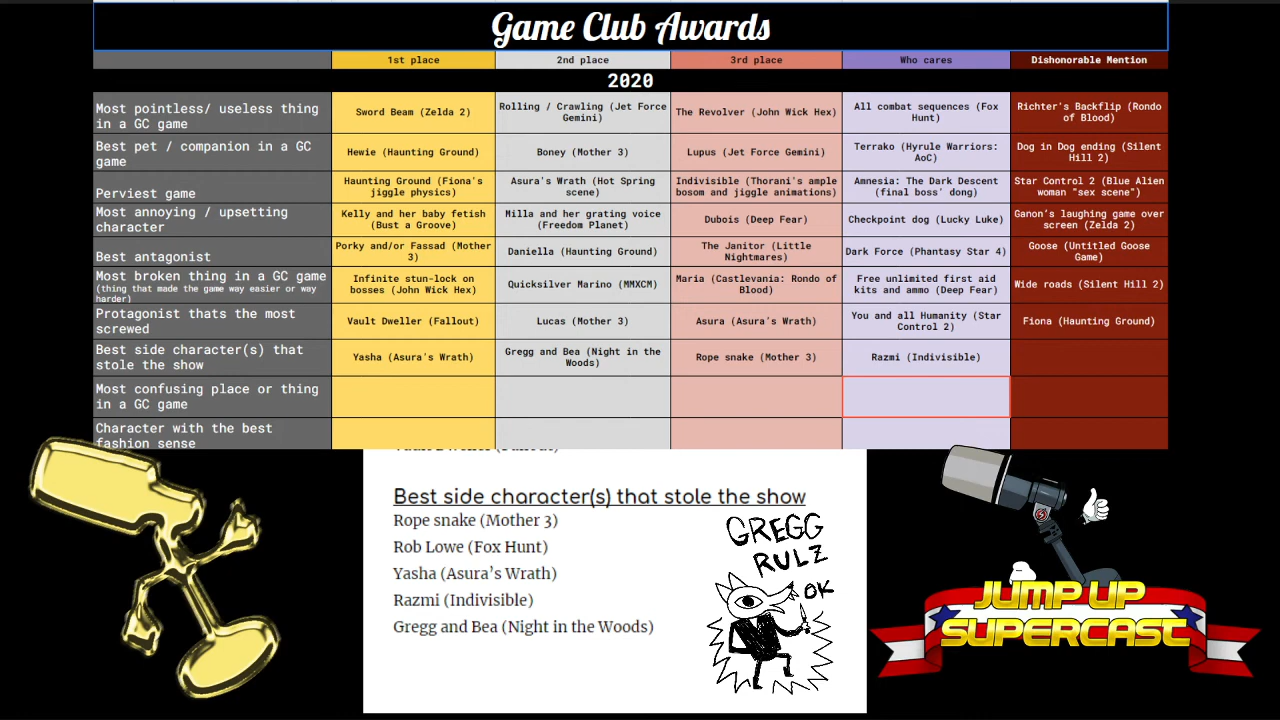 Game Club Awards
1st place
2nd place
3rd place
Who cares
Dishonorable Mention
2020
Most pointless/ useless thing
in a GC game
Sword Beam (Zelda 2)
Rolling / Crawling (Jet Force
Gemini)
The Revolver (John Wick Hex)
All combat sequences (Fox
Hunt)
Richter's Backflip (Rondo
of Blood)
Best pet / companion in a GC
game
Hewie (Haunting Ground)
Boney (Mother 3)
Lupus (Jet Force Gemini)
Terrako (Hyrule Warriors:
AoC)
Dog in Dog ending (Silent
Hill 2)
Perviest game
Haunting Ground (Fiona's
jiggle physics)
Asura's Wrath (Hot Spring
scene)
Indivisible (Thorani's ample
bosom and jiggle animations)
Amnesia: The Dark Descent
(final boss' dong)
Star Control 2 (Blue Alien
woman "sex scene")
Most annoying / upsetting
character
Kelly and her baby fetish
(Bust a Groove)
Milla and her grating voice
(Freedom Planet)
Dubois (Deep Fear)
Checkpoint dog (Lucky Luke)
Ganon's laughing game over
screen (Zelda 2)
Best antagonist
Porky and/or Fassad (Mother
3)
Daniella (Haunting Ground)
The Janitor (Little
Nightmares)
Dark Force (Phantasy Star 4)
Goose (Untitled Goose
Game)
Most broken thing in a GC game
(thing that made the game way easier or way
harder)
Infinite stun-lock on
bosses (John Wick Hex)
Quicksilver Marino (MMXCM)
Maria (Castlevania: Rondo of
Blood)
Free unlimited first aid
kits and ammo (Deep Fear)
Wide roads (Silent Hill 2)
Protagonist thats the most
screwed
Vault Dweller (Fallout)
Lucas (Mother 3)
Asura (Asura's Wrath)
You and all Humanity (Star
Control 2)
Fiona (Haunting Ground)
Best side character(s) that
stole the show
Yasha (Asura's Wrath)
Gregg and Bea (Night in the
Woods)
Rope snake (Mother 3)
Razmi (Indivisible)
Most confusing place or thing
in a GC game
Character with the best
fashion sense
Best side character(s) that stole the show
Rope snake (Mother 3)
Rob Lowe (Fox Hunt)
Yasha (Asura's Wrath)
Razmi (Indivisible)
Gregg and Bea (Night in the Woods)
GREGG
RULZ
OK
JUMP UP
SUPERCAST